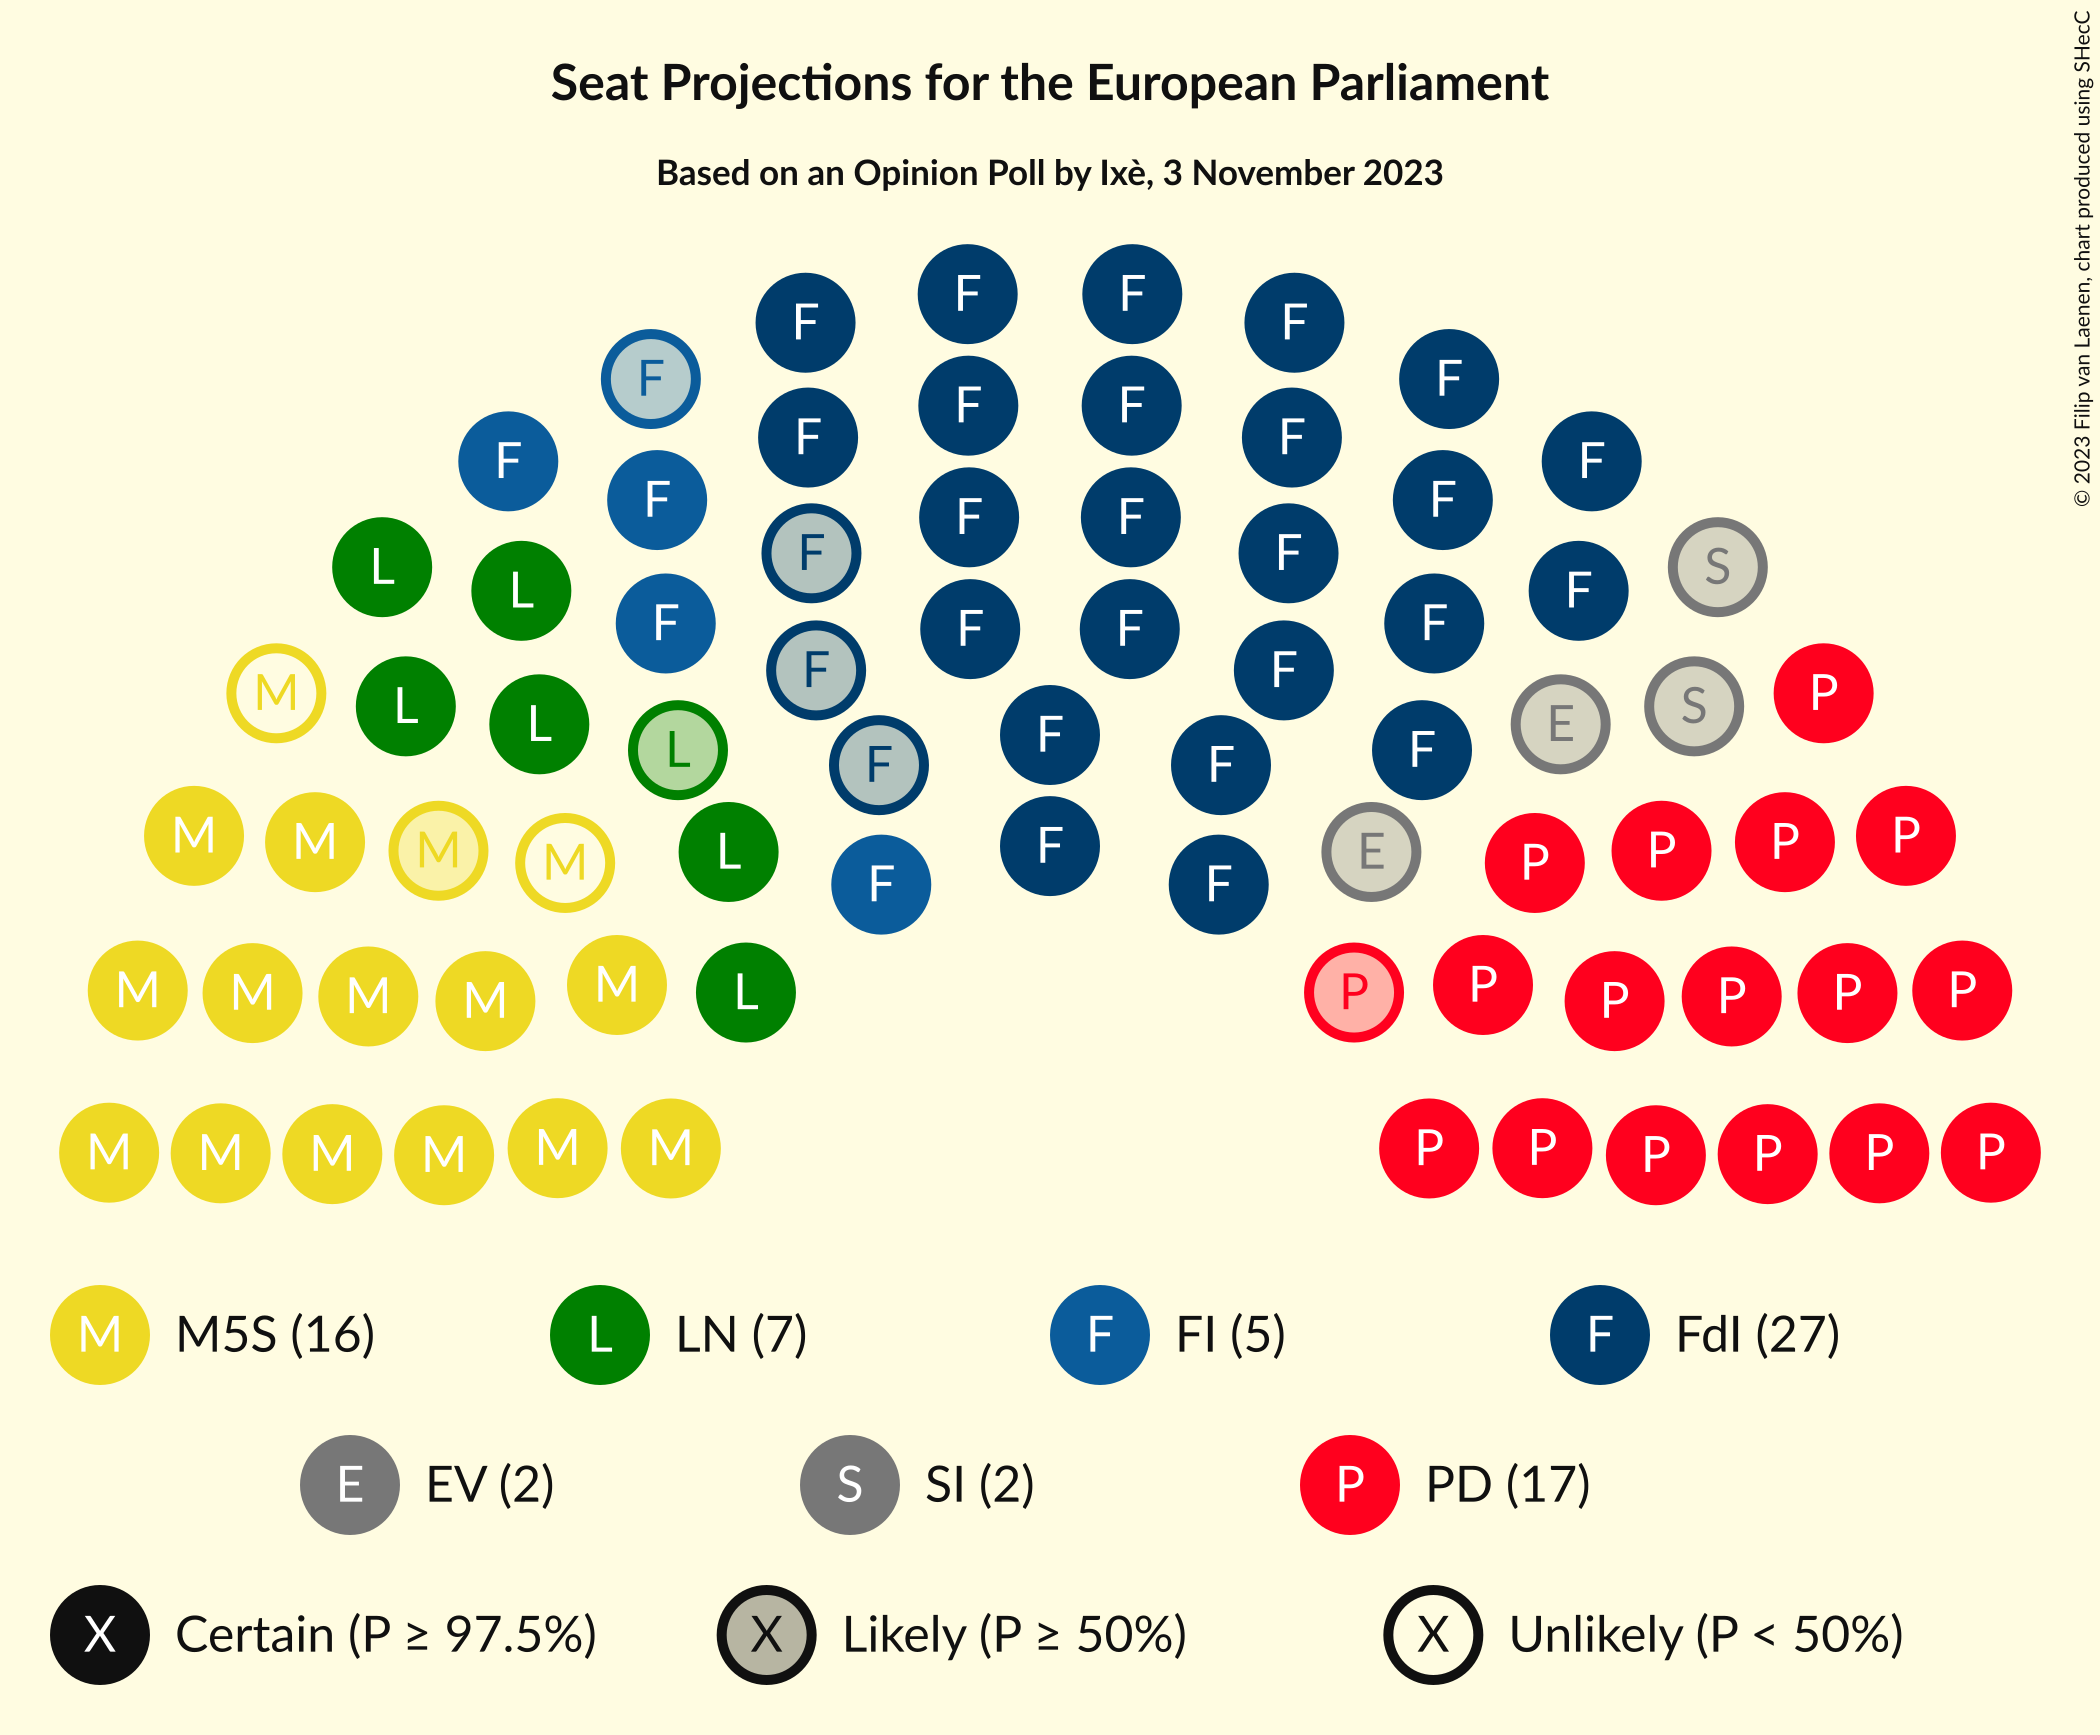 Seat Projections for the European Parliament
Based on an Opinion Poll by Ixè, 3 November 2023
© 2023 Filip van Laenen, chart produced using SHecC
F F
F F
F F
F F F F
F F
F F
F F
F F F F
L S
L F F F F F
F F F F
M F F P
L L E S
L F F F
F F
M M M M P P P P
L F E
F F
M M M M M L P P P P P P
M M M M M M P P P P P P
M M5S (16) L LN (7) F FI (5) F FdI (27)
E EV (2) S SI (2) P PD (17)
X Certain (P ≥ 97.5%) X Likely (P ≥ 50%) X Unlikely (P < 50%)